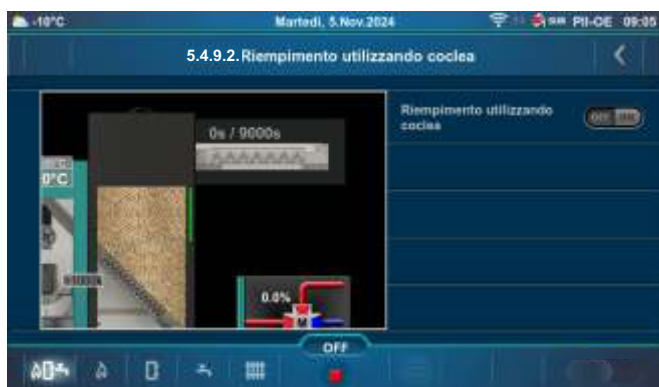 -10°C Martedì, 5.Nov.2024 PII-OE 09:05
5.4.9.2. Riempimento utilizzando coclea
Riempimento utilizzando
coclea
0s / 9000s
0°C
0.0%
M
OFF